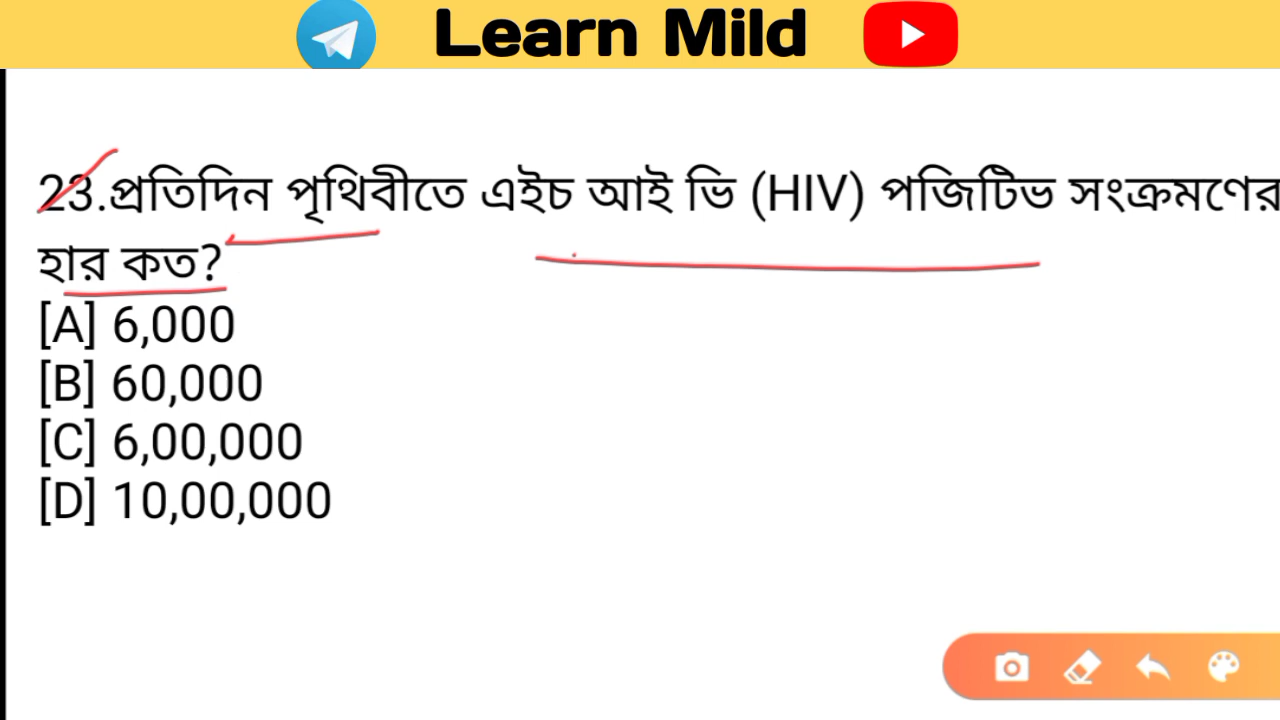 Learn Mild
23.প্রতিদিন পৃথিবীতে এইচ আই ভি (HIV) পজিটিভ সংক্রমণের
হার কত?
[A] 6,000
[B] 60,000
[C] 6,00,000
[D] 10,00,000